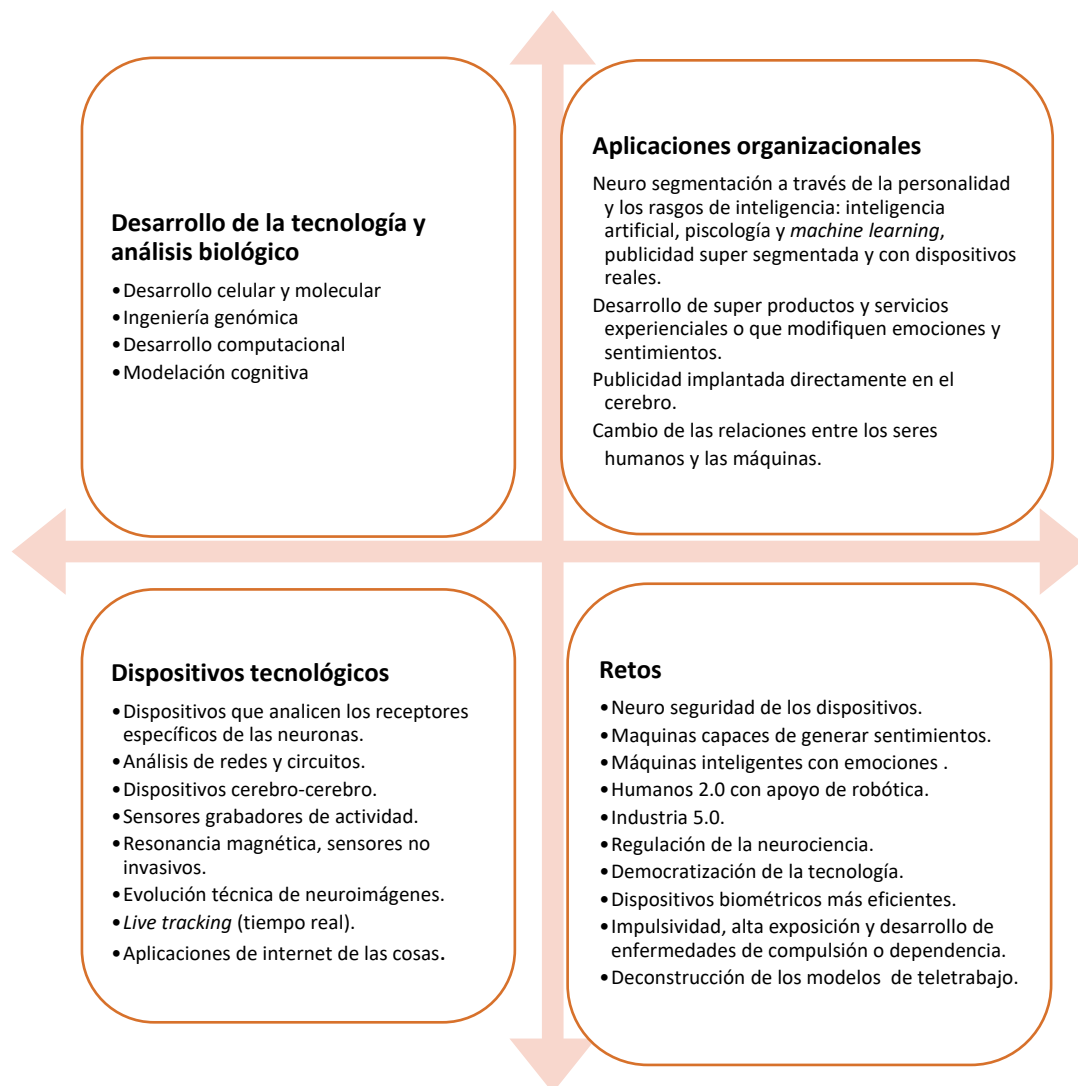 Desarrollo de la tecnología y
análisis biológico
•Desarrollo celular y molecular
•Ingeniería genómica
•Desarrollo computacional
•Modelación cognitiva
Aplicaciones organizacionales
Neuro segmentación a través de la personalidad
y los rasgos de inteligencia: inteligencia
artificial, piscología y machine learning,
publicidad super segmentada y con dispositivos
reales.
Desarrollo de super productos y servicios
experienciales o que modifiquen emociones y
sentimientos.
Publicidad implantada directamente en el
cerebro.
Cambio de las relaciones entre los seres
humanos y las máquinas.
Dispositivos tecnológicos
•Dispositivos que analicen los receptores
específicos de las neuronas.
•Análisis de redes y circuitos.
•Dispositivos cerebro-cerebro.
•Sensores grabadores de actividad.
•Resonancia magnética, sensores no
invasivos.
•Evolución técnica de neuroimágenes.
•Live tracking (tiempo real).
•Aplicaciones de internet de las cosas.
Retos
•Neuro seguridad de los dispositivos.
•Maquinas capaces de generar sentimientos.
•Máquinas inteligentes con emociones .
•Humanos 2.0 con apoyo de robótica.
•Industria 5.0.
•Regulación de la neurociencia.
•Democratización de la tecnología.
•Dispositivos biométricos más eficientes.
•Impulsividad, alta exposición y desarrollo de
enfermedades de compulsión o dependencia.
•Deconstrucción de los modelos de teletrabajo.